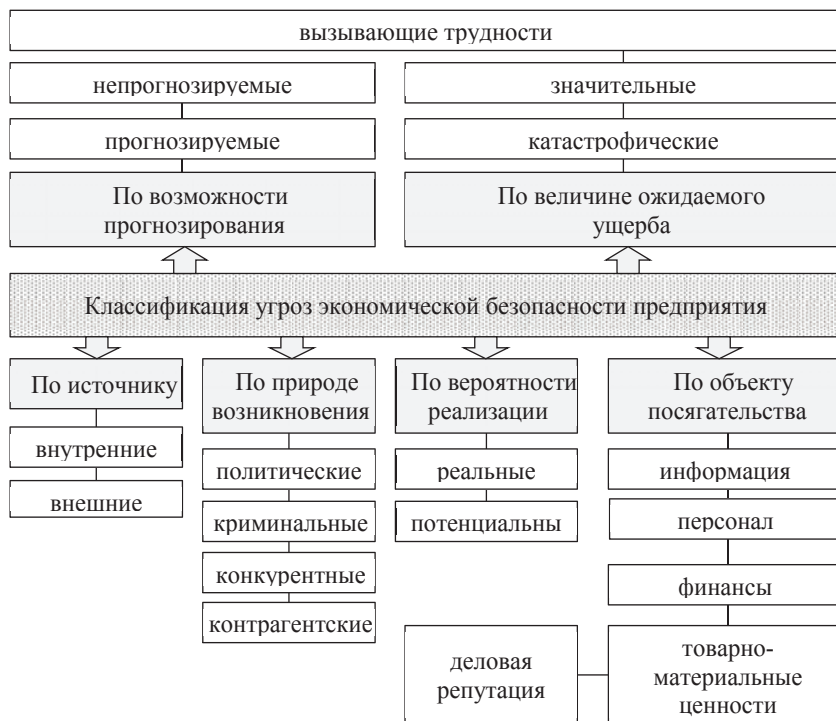 вызывающие трудности
непрогнозируемые
значительные
прогнозируемые
катастрофические
По возможности
прогнозирования
По величине ожидаемого
ущерба
Классификация угроз экономической безопасности предприятия
По источнику
внутренние
внешние
По природе
возникновения
политические
криминальные
конкурентные
контрагентские
По вероятности
реализации
реальные
потенциальны
По объекту
посягательства
информация
персонал
финансы
товарно-
материальные
ценности
деловая
репутация